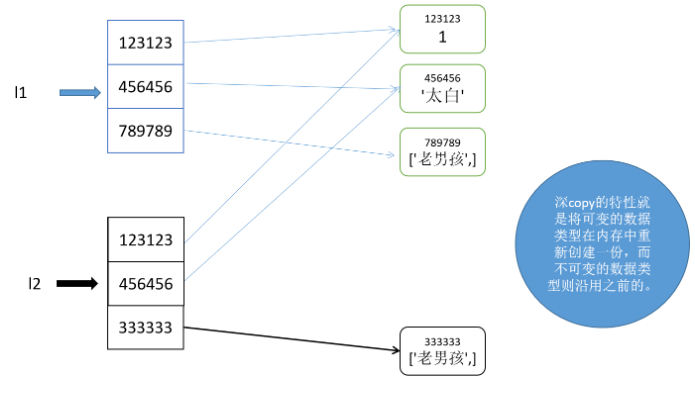 l1
123123
456456
789789
123123
1
456456
'太白'
789789
['老男孩',]
l2
123123
456456
333333
333333
['老男孩',]
深copy的特性就
是将可变的数据
类型在内存中重
新创建一份，而
不可变的数据类
型则沿用之前的。